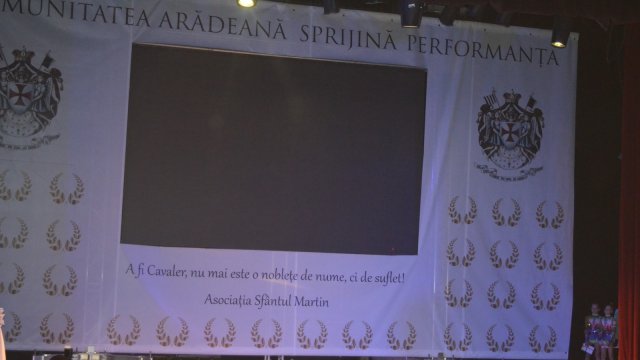 MUNITATEA ARĂDEANĂ SPRIJINĂ PERFORMANȚA
A fi Cavaler, nu mai este o noblețe de nume, ci de suflet!
Asociația Sfântul Martin